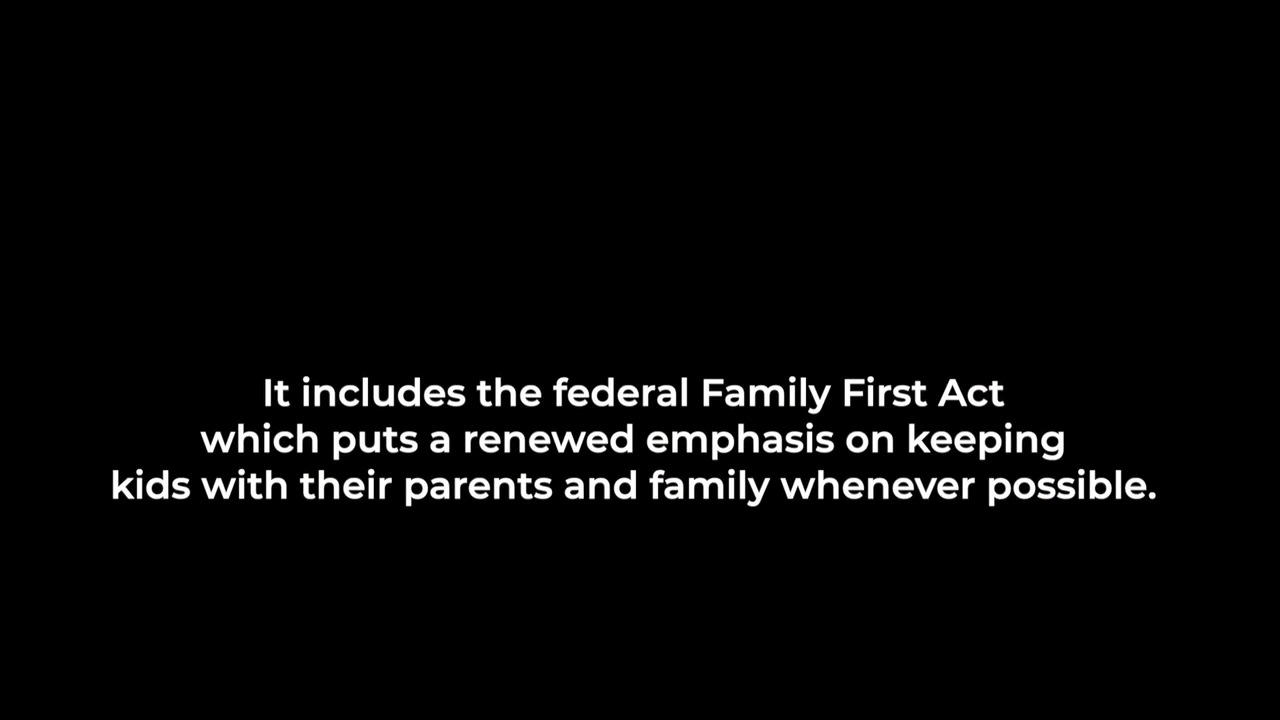 It includes the federal Family First Act
which puts a renewed emphasis on keeping
kids with their parents and family whenever possible.